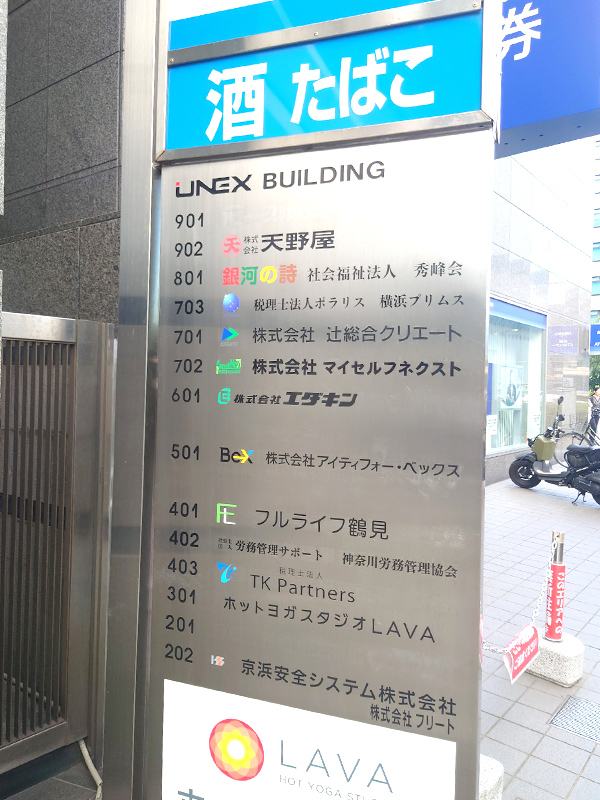 券
酒 たばこ
UNEX BUILDING
901
902 天 株式会社 天野屋
801 銀河の詩 社会福祉法人 秀峰会
703 税理士法人ポラリス 横浜プリムス
701 株式会社 辻総合クリエート
702 株式会社 マイセルフネクスト
601 株式会社 エダキン
501 Bex 株式会社アイティフォー・ベックス
401 FL フルライフ鶴見
402 労務管理サポート 神奈川労務管理協会
403 税理士法人
TK Partners
301 ホットヨガスタジオLAVA
201
202 HS 京浜安全システム株式会社
株式会社 フリート
LAVA
HOT YOGA